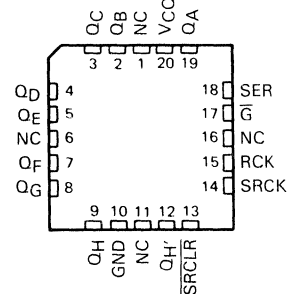 QC QB NC VCC QA
3 2 1 20 19
QD 4 18 SER
QE 5 17 G̅
NC 6 16 NC
QF 7 15 RCK
QG 8 14 SRCK
9 10 11 12 13
QH GND NC QH' S̅R̅C̅L̅R̅